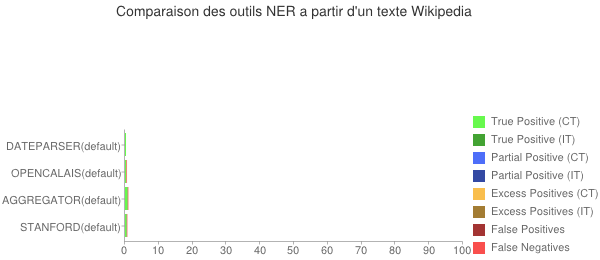 Comparaison des outils NER a partir d'un texte Wikipedia
True Positive (CT)
True Positive (IT)
Partial Positive (CT)
Partial Positive (IT)
Excess Positives (CT)
Excess Positives (IT)
False Positives
False Negatives
DATEPARSER(default)
OPENCALAIS(default)
AGGREGATOR(default)
STANFORD(default)
0 10 20 30 40 50 60 70 80 90 100